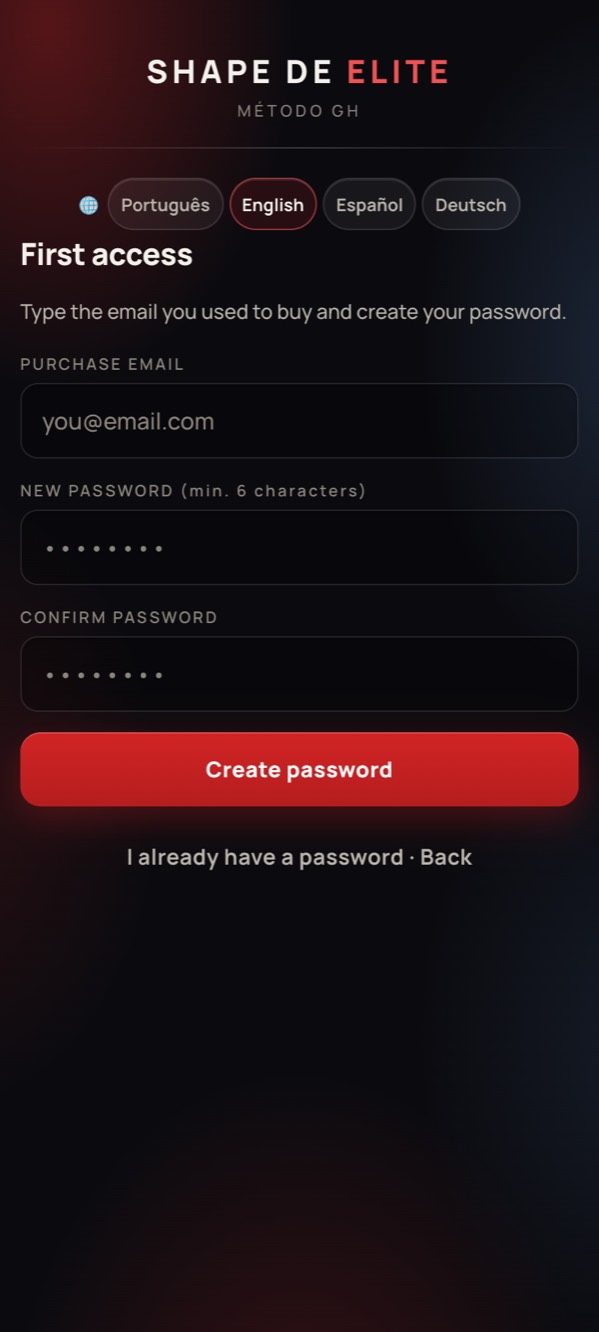 SHAPE DE ELITE
MÉTODO GH
Português English Español Deutsch
First access
Type the email you used to buy and create your password.
PURCHASE EMAIL
you@email.com
NEW PASSWORD (min. 6 characters)
••••••••
CONFIRM PASSWORD
••••••••
Create password
I already have a password · Back